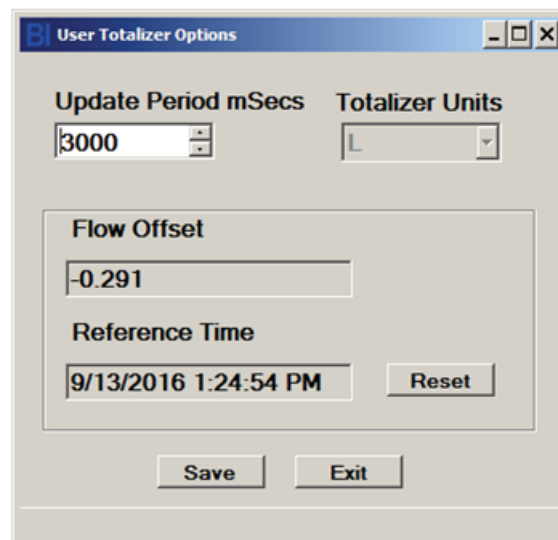 BI User Totalizer Options
Update Period mSecs Totalizer Units
3000 L
Flow Offset
-0.291
Reference Time
9/13/2016 1:24:54 PM Reset
Save Exit